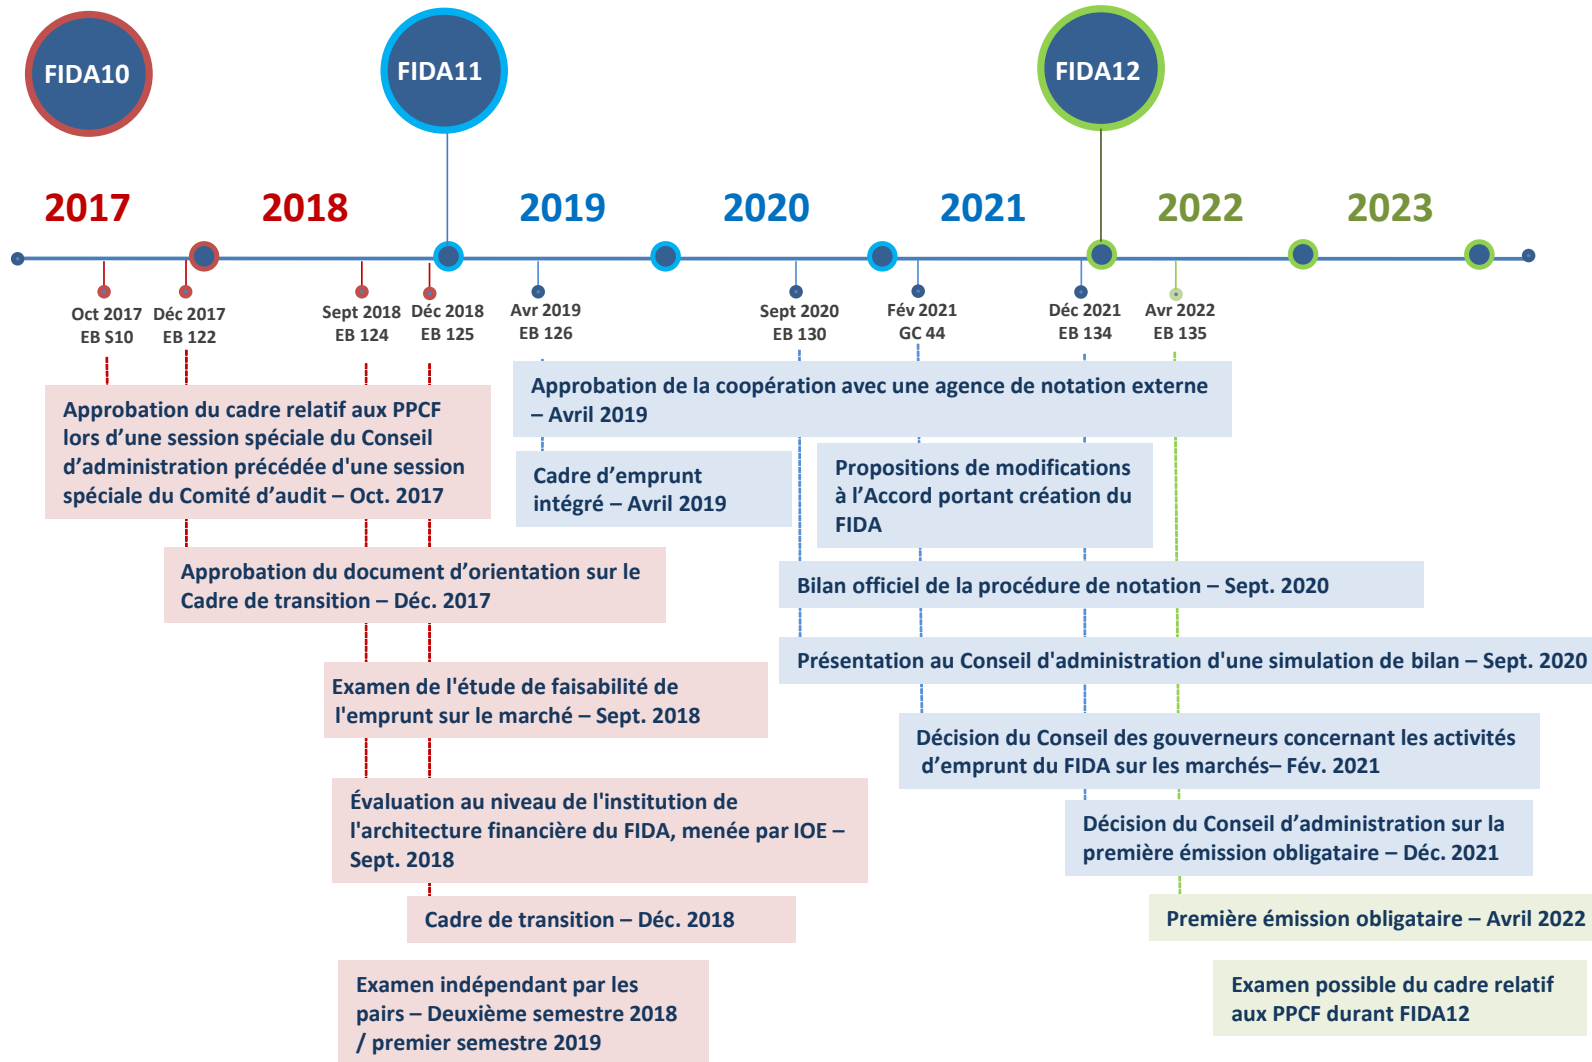 FIDA10
FIDA11
FIDA12
2017
2018
2019
2020
2021
2022
2023
Oct 2017
EB S10
Déc 2017
EB 122
Sept 2018
EB 124
Déc 2018
EB 125
Avr 2019
EB 126
Sept 2020
EB 130
Fév 2021
GC 44
Déc 2021
EB 134
Avr 2022
EB 135
Approbation du cadre relatif aux PPCF
lors d’une session spéciale du Conseil
d’administration précédée d'une session
spéciale du Comité d’audit – Oct. 2017
Approbation de la coopération avec une agence de notation externe
– Avril 2019
Cadre d’emprunt
intégré – Avril 2019
Propositions de modifications
à l’Accord portant création du
FIDA
Approbation du document d’orientation sur le
Cadre de transition – Déc. 2017
Bilan officiel de la procédure de notation – Sept. 2020
Présentation au Conseil d'administration d'une simulation de bilan – Sept. 2020
Examen de l'étude de faisabilité de
l'emprunt sur le marché – Sept. 2018
Décision du Conseil des gouverneurs concernant les activités
d’emprunt du FIDA sur les marchés– Fév. 2021
Évaluation au niveau de l'institution de
l'architecture financière du FIDA, menée par IOE –
Sept. 2018
Décision du Conseil d’administration sur la
première émission obligataire – Déc. 2021
Cadre de transition – Déc. 2018
Première émission obligataire – Avril 2022
Examen indépendant par les
pairs – Deuxième semestre 2018
/ premier semestre 2019
Examen possible du cadre relatif
aux PPCF durant FIDA12